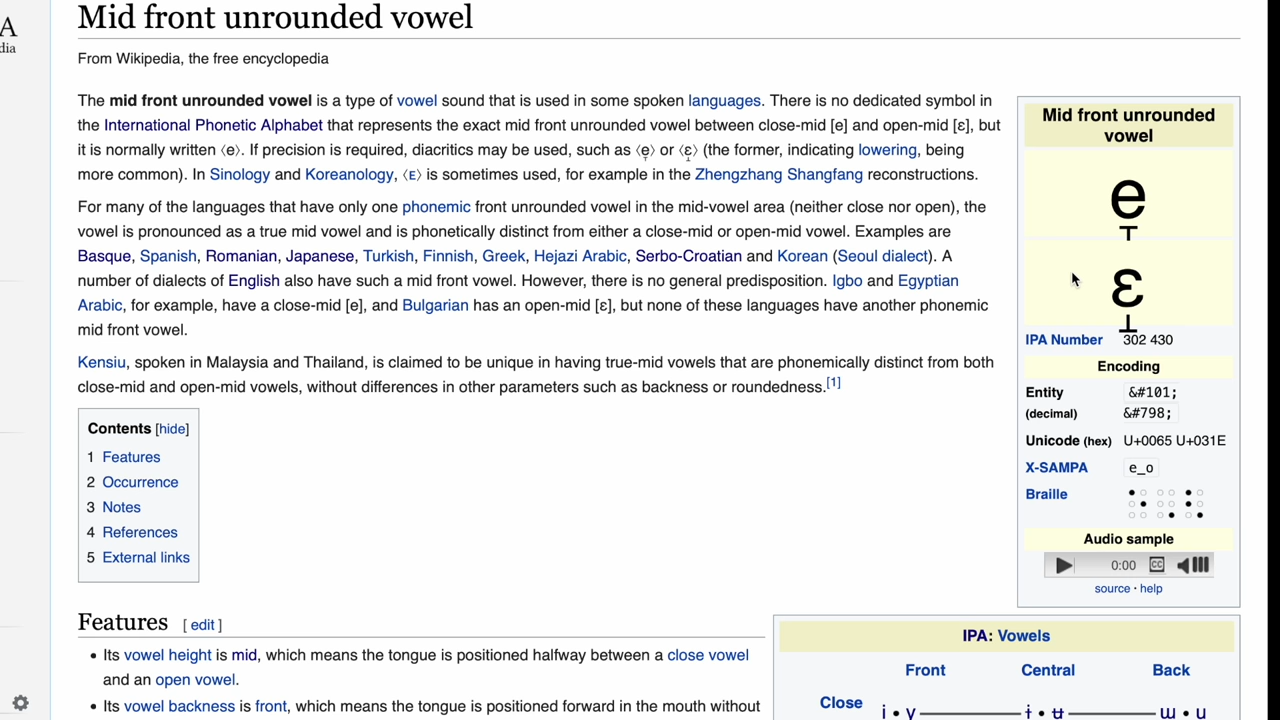 A
dia
Mid front unrounded vowel
From Wikipedia, the free encyclopedia
The mid front unrounded vowel is a type of vowel sound that is used in some spoken languages. There is no dedicated symbol in
the International Phonetic Alphabet that represents the exact mid front unrounded vowel between close-mid [e] and open-mid [ɛ], but
it is normally written ⟨e⟩. If precision is required, diacritics may be used, such as ⟨e̞⟩ or ⟨ɛ̝⟩ (the former, indicating lowering, being
more common). In Sinology and Koreanology, ⟨ᴇ⟩ is sometimes used, for example in the Zhengzhang Shangfang reconstructions.
For many of the languages that have only one phonemic front unrounded vowel in the mid-vowel area (neither close nor open), the
vowel is pronounced as a true mid vowel and is phonetically distinct from either a close-mid or open-mid vowel. Examples are
Basque, Spanish, Romanian, Japanese, Turkish, Finnish, Greek, Hejazi Arabic, Serbo-Croatian and Korean (Seoul dialect). A
number of dialects of English also have such a mid front vowel. However, there is no general predisposition. Igbo and Egyptian
Arabic, for example, have a close-mid [e], and Bulgarian has an open-mid [ɛ], but none of these languages have another phonemic
mid front vowel.
Kensiu, spoken in Malaysia and Thailand, is claimed to be unique in having true-mid vowels that are phonemically distinct from both
close-mid and open-mid vowels, without differences in other parameters such as backness or roundedness.[1]
Contents [hide]
1 Features
2 Occurrence
3 Notes
4 References
5 External links
Mid front unrounded
vowel
e̞
ɛ̝
IPA Number 302 430
Encoding
Entity &#101;
(decimal) &#798;
Unicode (hex) U+0065 U+031E
X-SAMPA e_o
Braille
Audio sample
0:00 CC
source · help
Features [ edit ]
• Its vowel height is mid, which means the tongue is positioned halfway between a close vowel
and an open vowel.
• Its vowel backness is front, which means the tongue is positioned forward in the mouth without
IPA: Vowels
Front Central Back
Close
i • y ɨ • ʉ ɯ • u